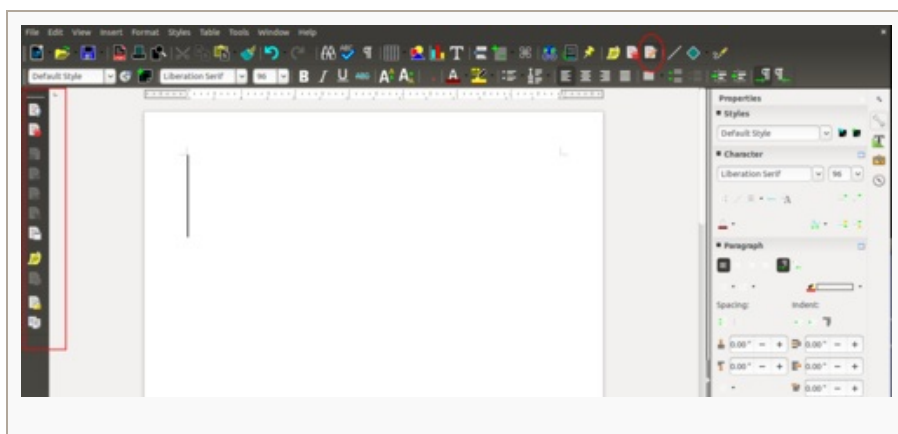 File Edit View Insert Format Styles Table Tools Window Help
Default Style Liberation Serif 96 B I U
Properties
Styles
Default Style
Character
Liberation Serif 96
Paragraph
Spacing: Indent:
0.00" - + 0.00" - +
0.00" - + 0.00" - +
0.00" - +